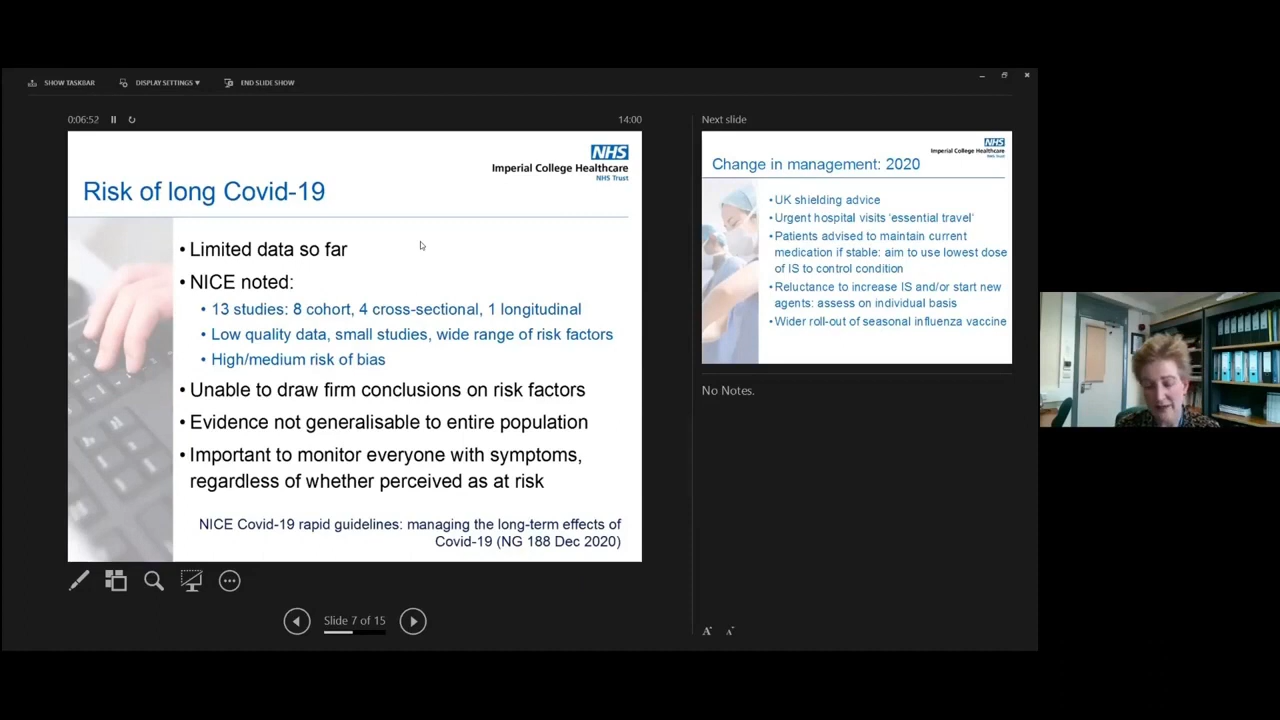 SHOW TASKBAR
DISPLAY SETTINGS ▼
END SLIDE SHOW
0:06:52
14:00
NHS
Imperial College Healthcare
NHS Trust
Risk of long Covid-19
• Limited data so far
• NICE noted:
• 13 studies: 8 cohort, 4 cross-sectional, 1 longitudinal
• Low quality data, small studies, wide range of risk factors
• High/medium risk of bias
• Unable to draw firm conclusions on risk factors
• Evidence not generalisable to entire population
• Important to monitor everyone with symptoms,
regardless of whether perceived as at risk
NICE Covid-19 rapid guidelines: managing the long-term effects of
Covid-19 (NG 188 Dec 2020)
Slide 7 of 15
Next slide
NHS
Imperial College Healthcare
NHS Trust
Change in management: 2020
• UK shielding advice
• Urgent hospital visits 'essential travel'
• Patients advised to maintain current
medication if stable: aim to use lowest dose
of IS to control condition
• Reluctance to increase IS and/or start new
agents: assess on individual basis
• Wider roll-out of seasonal influenza vaccine
No Notes.
A A